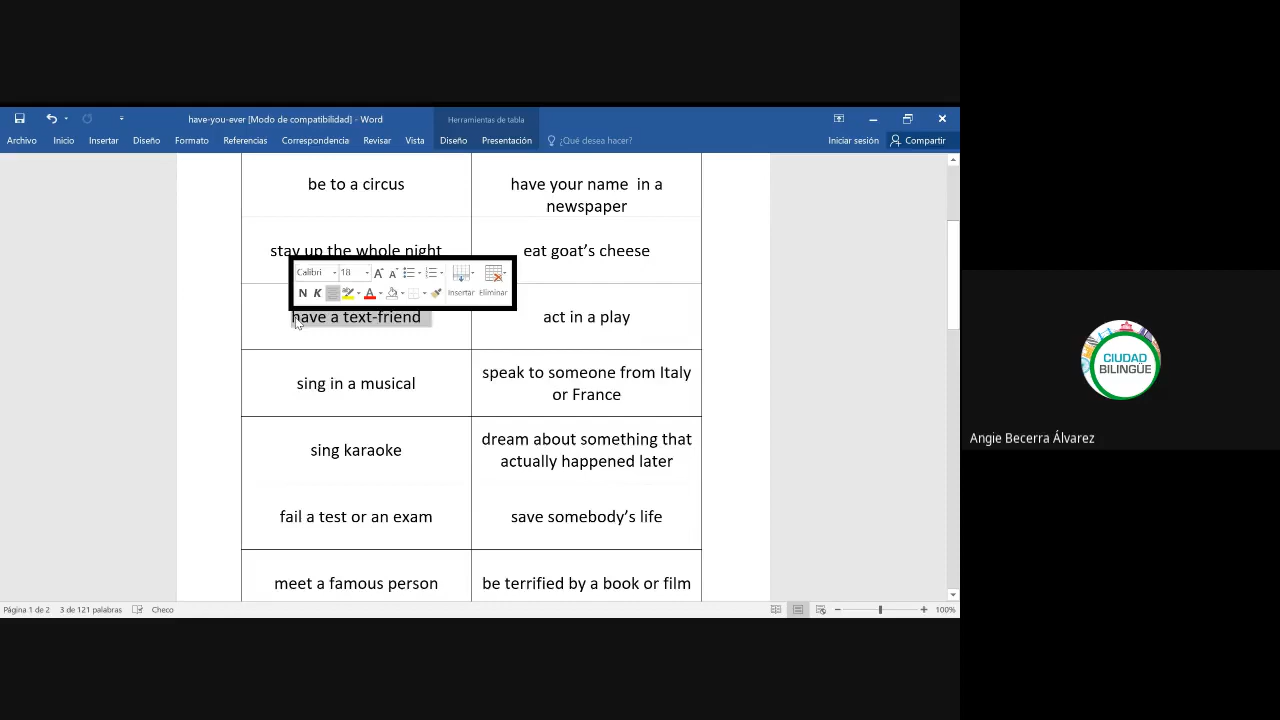 have-you-ever [Modo de compatibilidad] - Word
Herramientas de tabla
Archivo
Inicio
Insertar
Diseño
Formato
Referencias
Correspondencia
Revisar
Vista
Diseño
Presentación
¿Qué desea hacer?
Iniciar sesión
Compartir
be to a circus
have your name in a
newspaper
stay up the whole night
eat goat's cheese
Calibri
18
N K
Insertar
Eliminar
have a text-friend
act in a play
sing in a musical
speak to someone from Italy
or France
sing karaoke
dream about something that
actually happened later
fail a test or an exam
save somebody's life
meet a famous person
be terrified by a book or film
Página 1 de 2
3 de 121 palabras
Checo
100%
CIUDAD
BILINGÜE
Angie Becerra Álvarez